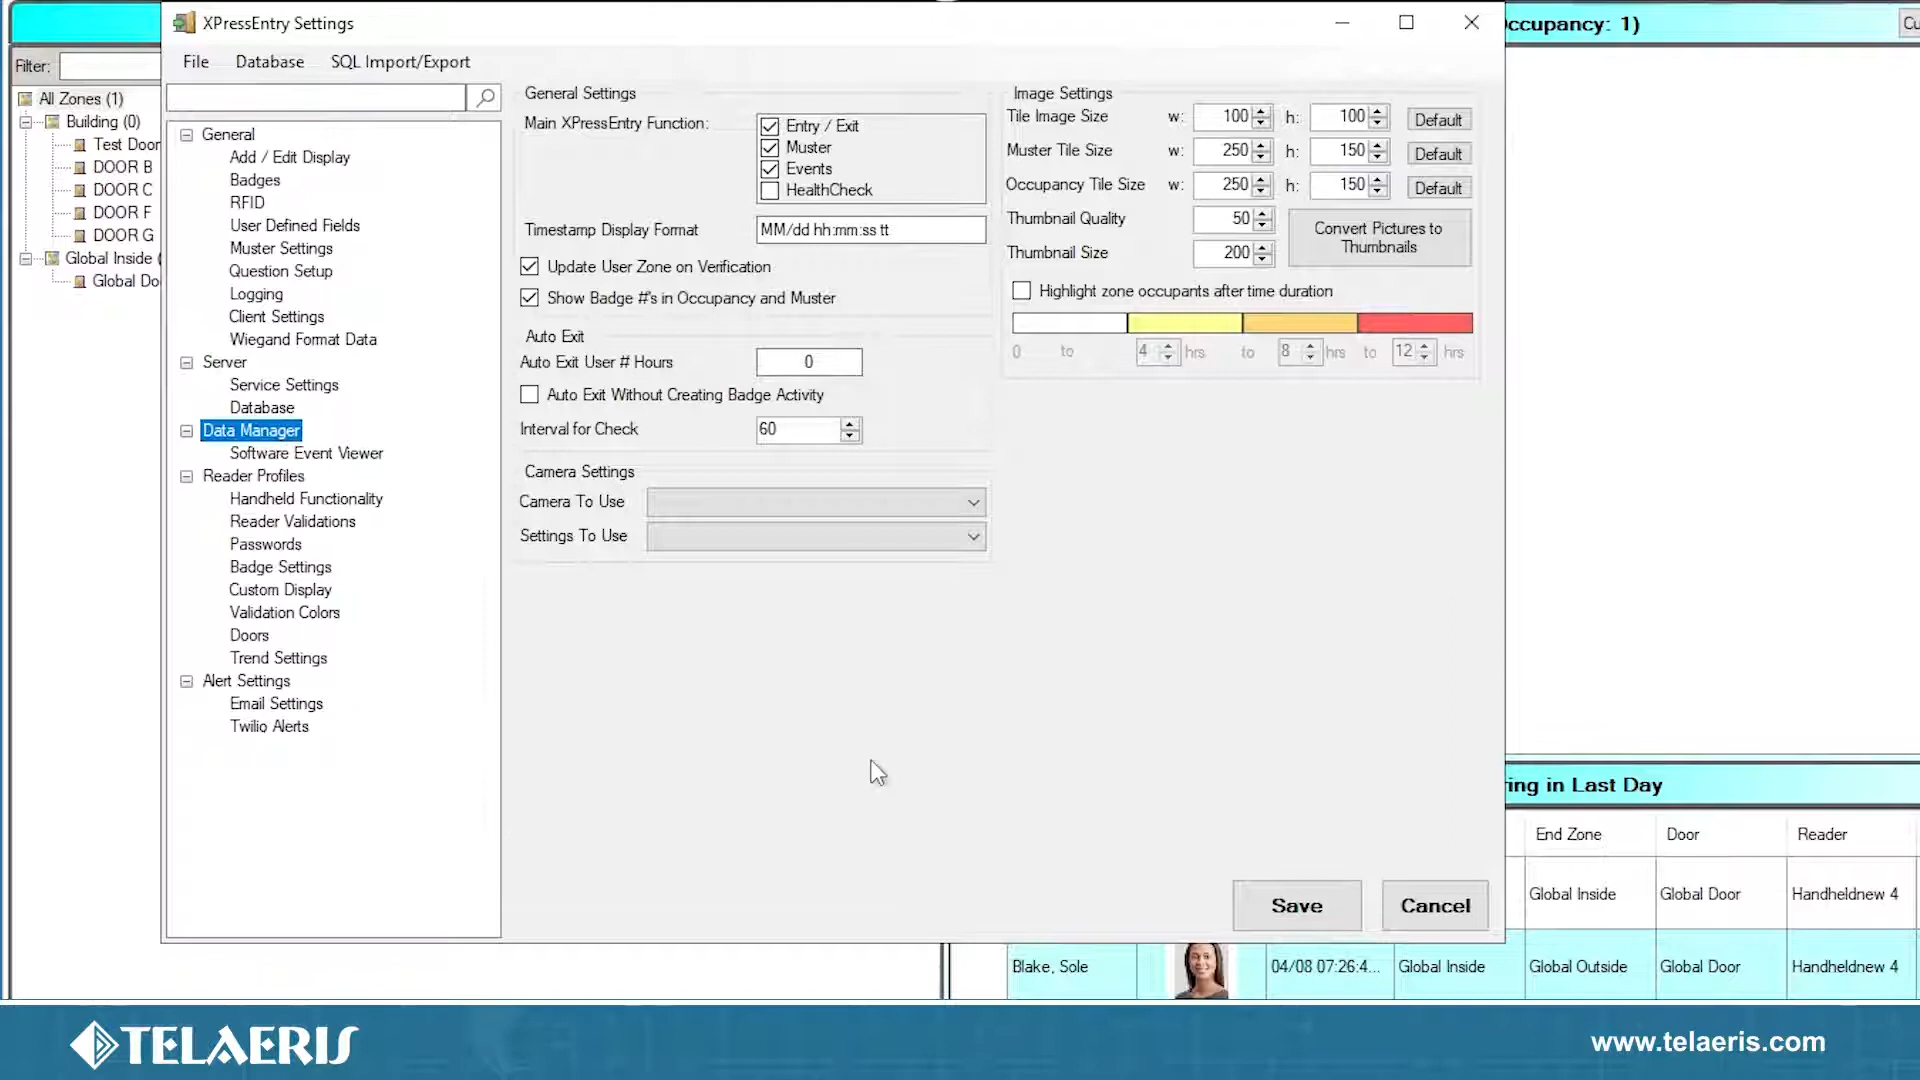 XPressEntry Settings
File Database SQL Import/Export
Filter:
All Zones (1)
Building (0)
Test Door
DOOR B
DOOR C
DOOR F
DOOR G
Global Inside
Global Do
General
Add / Edit Display
Badges
RFID
User Defined Fields
Muster Settings
Question Setup
Logging
Client Settings
Wiegand Format Data
Server
Service Settings
Database
Data Manager
Software Event Viewer
Reader Profiles
Handheld Functionality
Reader Validations
Passwords
Badge Settings
Custom Display
Validation Colors
Doors
Trend Settings
Alert Settings
Email Settings
Twilio Alerts
General Settings
Main XPressEntry Function:
Entry / Exit
Muster
Events
HealthCheck
Timestamp Display Format MM/dd hh:mm:ss tt
Update User Zone on Verification
Show Badge #'s in Occupancy and Muster
Auto Exit
Auto Exit User # Hours 0
Auto Exit Without Creating Badge Activity
Interval for Check 60
Camera Settings
Camera To Use
Settings To Use
Image Settings
Tile Image Size w: 100 h: 100 Default
Muster Tile Size w: 250 h: 150 Default
Occupancy Tile Size w: 250 h: 150 Default
Thumbnail Quality 50
Thumbnail Size 200
Convert Pictures to
Thumbnails
Highlight zone occupants after time duration
0 to 4 hrs to 8 hrs to 12 hrs
Save Cancel
ccupancy: 1)
Cu
ring in Last Day
End Zone Door Reader
Global Inside Global Door Handheldnew 4
Blake, Sole 04/08 07:26:4... Global Inside Global Outside Global Door Handheldnew 4
TELAERIS
www.telaeris.com